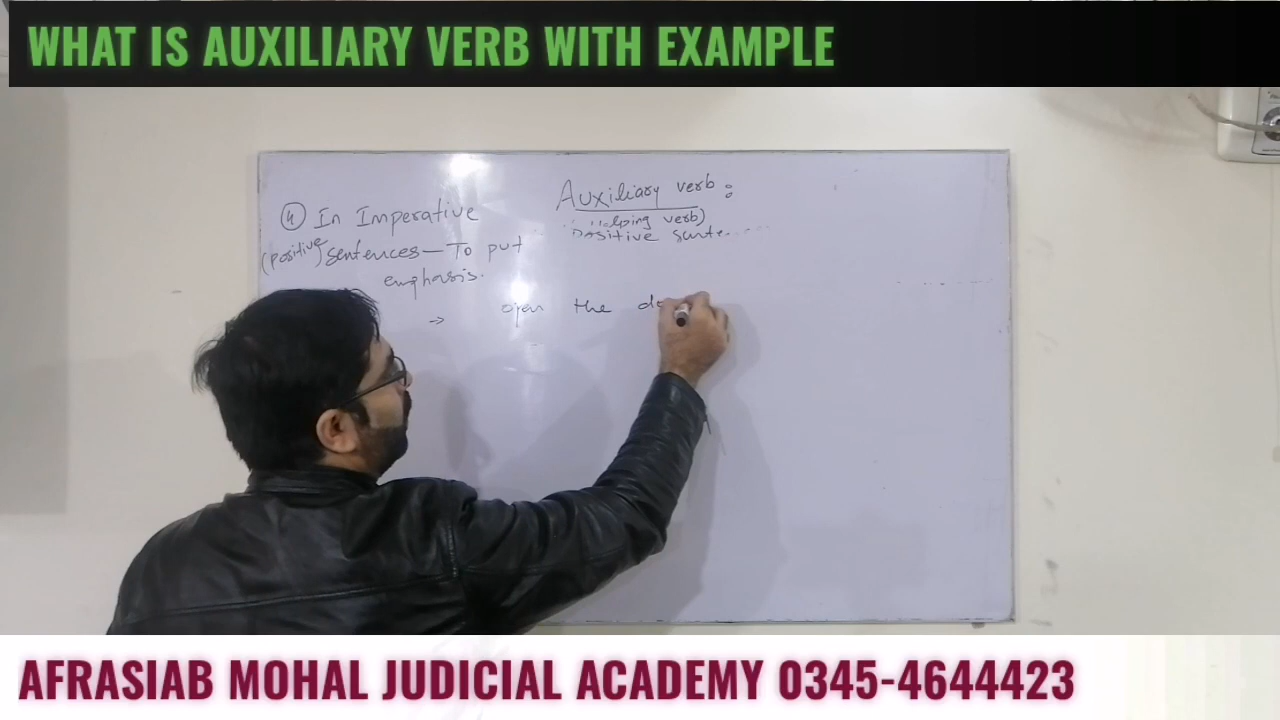 WHAT IS AUXILIARY VERB WITH EXAMPLE
Auxiliary verb :
(Helping verb)
Positive
④ In Imperative
(positive) sentences — To put
emphasis.
→ open the do
AFRASIAB MOHAL JUDICIAL ACADEMY 0345-4644423